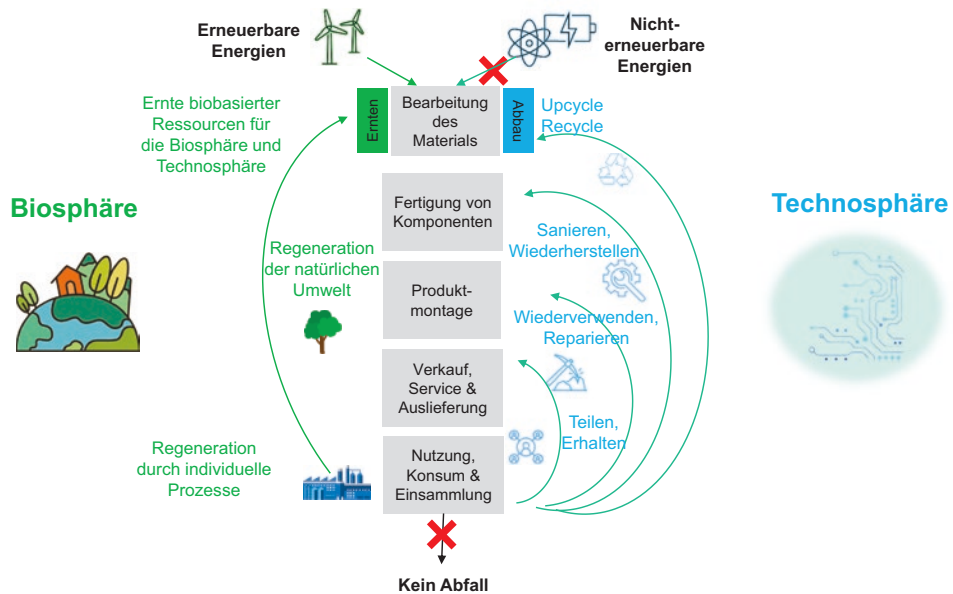 Erneuerbare
Energien
Nicht-
erneuerbare
Energien
Ernte biobasierter
Ressourcen für
die Biosphäre und
Technosphäre
Ernten
Bearbeitung
des
Materials
Abbau
Upcycle
Recycle
Biosphäre
Technosphäre
Fertigung von
Komponenten
Sanieren,
Wiederherstellen
Regeneration
der natürlichen
Umwelt
Produkt-
montage
Wiederverwenden,
Reparieren
Verkauf,
Service &
Auslieferung
Teilen,
Erhalten
Regeneration
durch individuelle
Prozesse
Nutzung,
Konsum &
Einsammlung
Kein Abfall